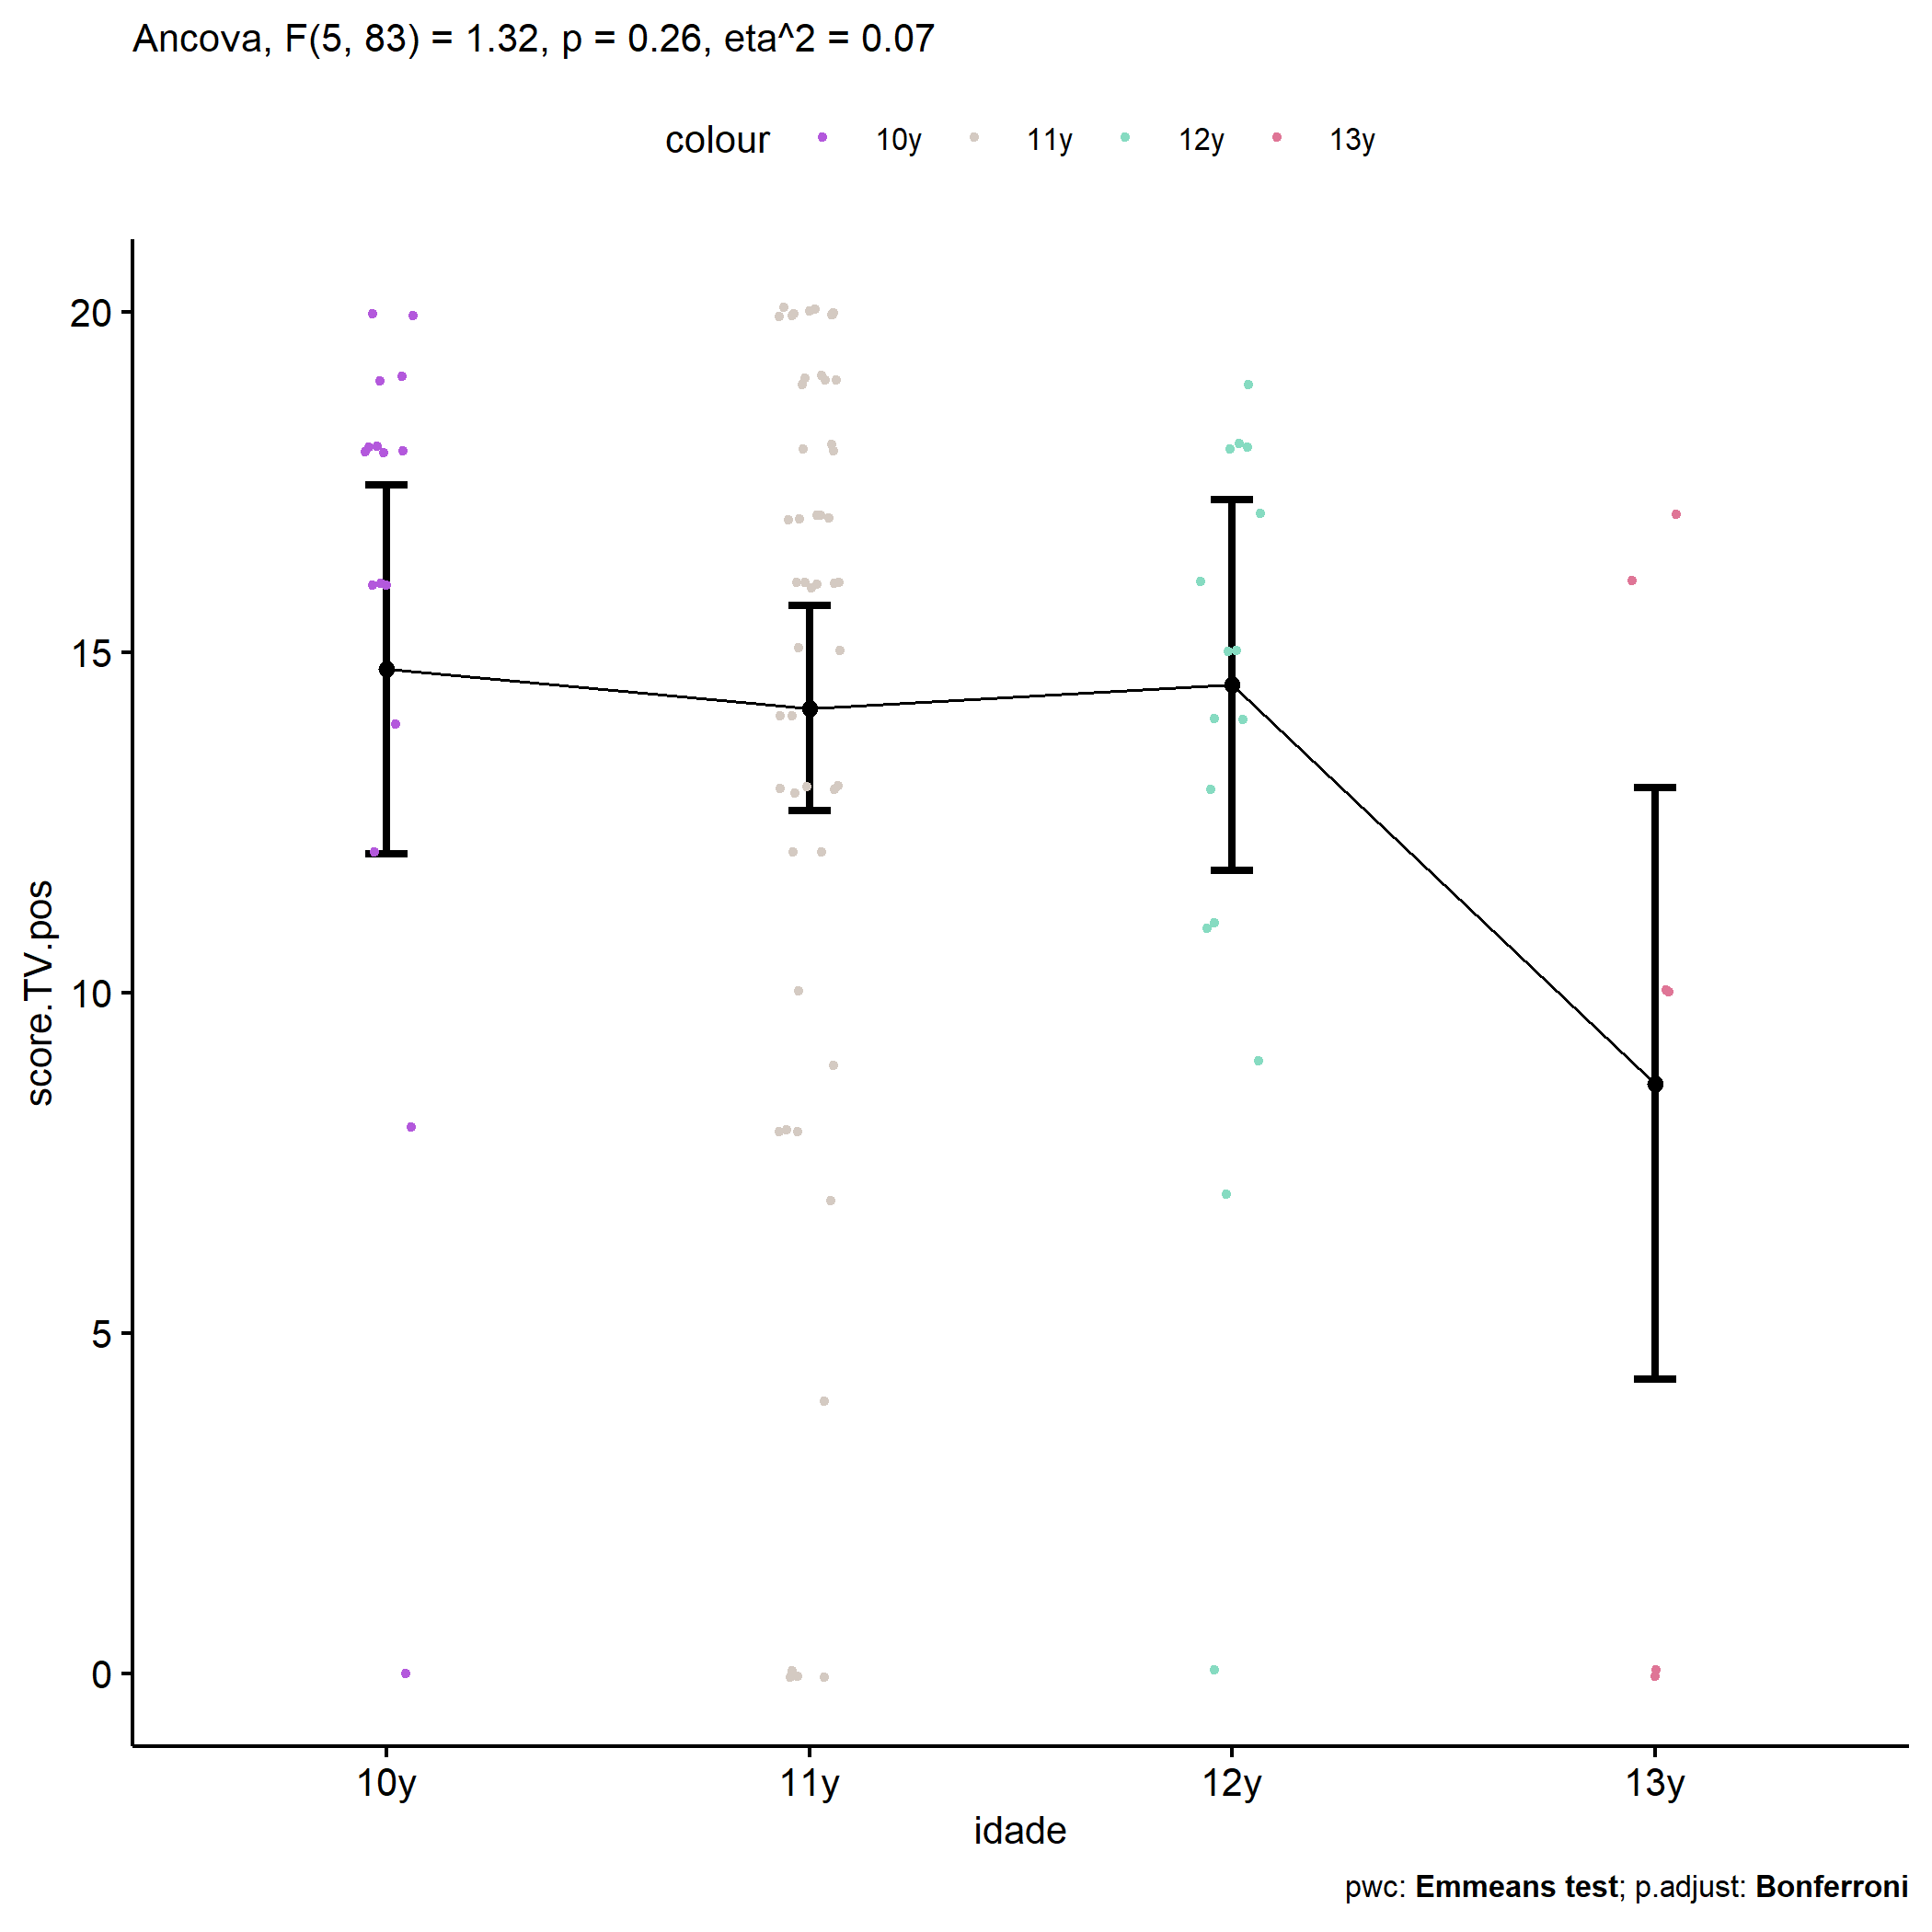 Ancova, F(5, 83) = 1.32, p = 0.26, eta^2 = 0.07
colour 10y 11y 12y 13y
20
15
10
5
0
score.TV.pos
10y 11y 12y 13y
idade
pwc: Emmeans test; p.adjust: Bonferroni